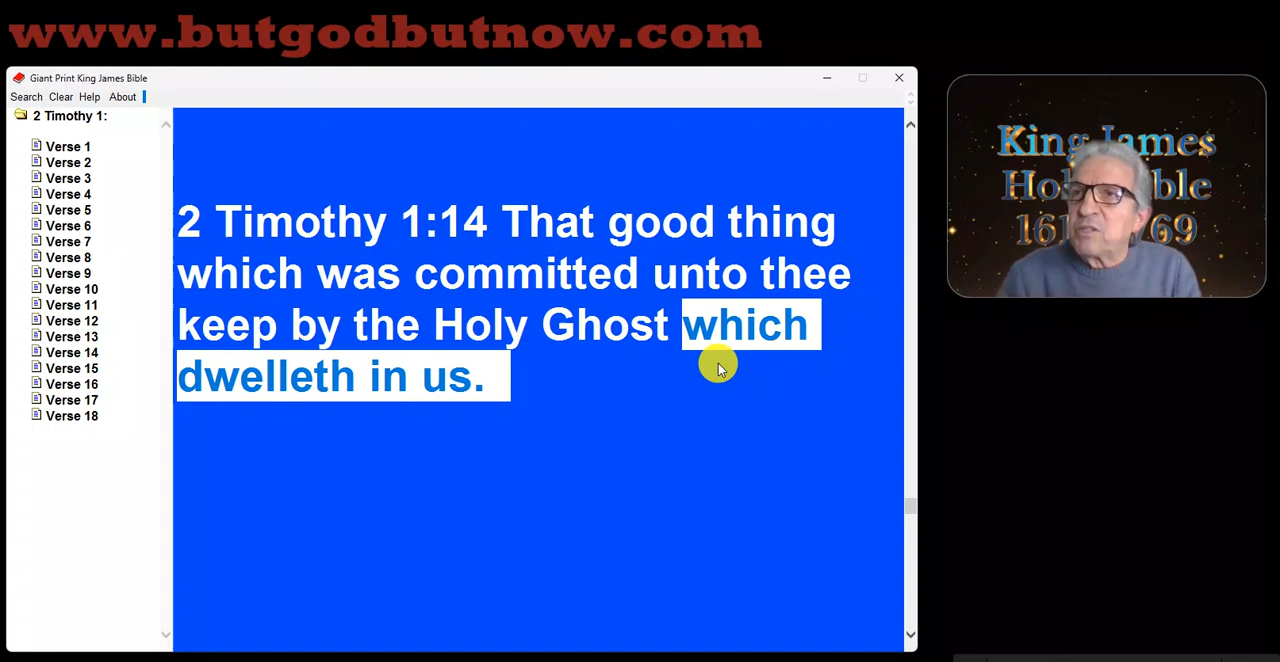 www.butgodbutnow.com
Giant Print King James Bible
Search Clear Help About
2 Timothy 1:
Verse 1
Verse 2
Verse 3
Verse 4
Verse 5
Verse 6
Verse 7
Verse 8
Verse 9
Verse 10
Verse 11
Verse 12
Verse 13
Verse 14
Verse 15
Verse 16
Verse 17
Verse 18
2 Timothy 1:14 That good thing
which was committed unto thee
keep by the Holy Ghost which
dwelleth in us.
King James